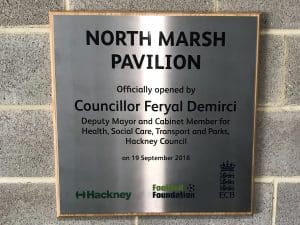 NORTH MARSH
PAVILION
Officially opened by
Councillor Feryal Demirci
Deputy Mayor and Cabinet Member for
Health, Social Care, Transport and Parks,
Hackney Council
on 19 September 2018
Hackney
Football
Foundation
ECB